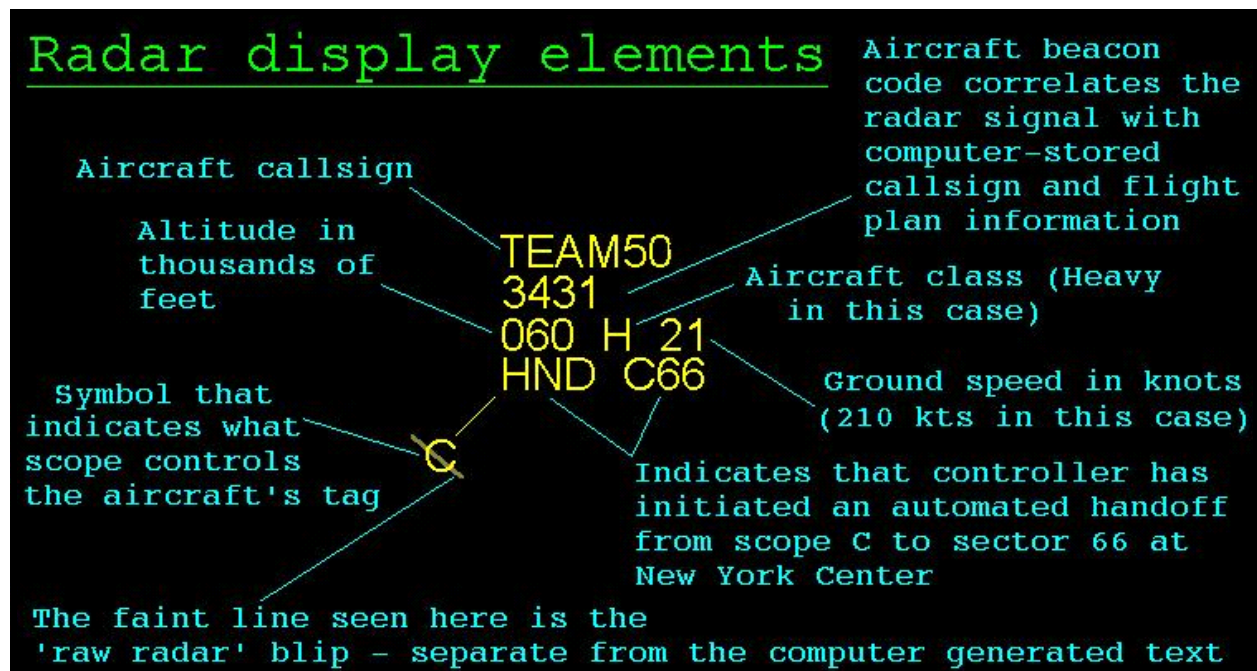 Radar display elements
Aircraft beacon
code correlates the
radar signal with
computer-stored
callsign and flight
plan information
Aircraft callsign
Altitude in
thousands of
feet
TEAM50
3431
060 H 21
HND C66
Aircraft class (Heavy
in this case)
Ground speed in knots
(210 kts in this case)
Symbol that
indicates what
scope controls
the aircraft's tag
C
Indicates that controller has
initiated an automated handoff
from scope C to sector 66 at
New York Center
The faint line seen here is the
'raw radar' blip - separate from the computer generated text